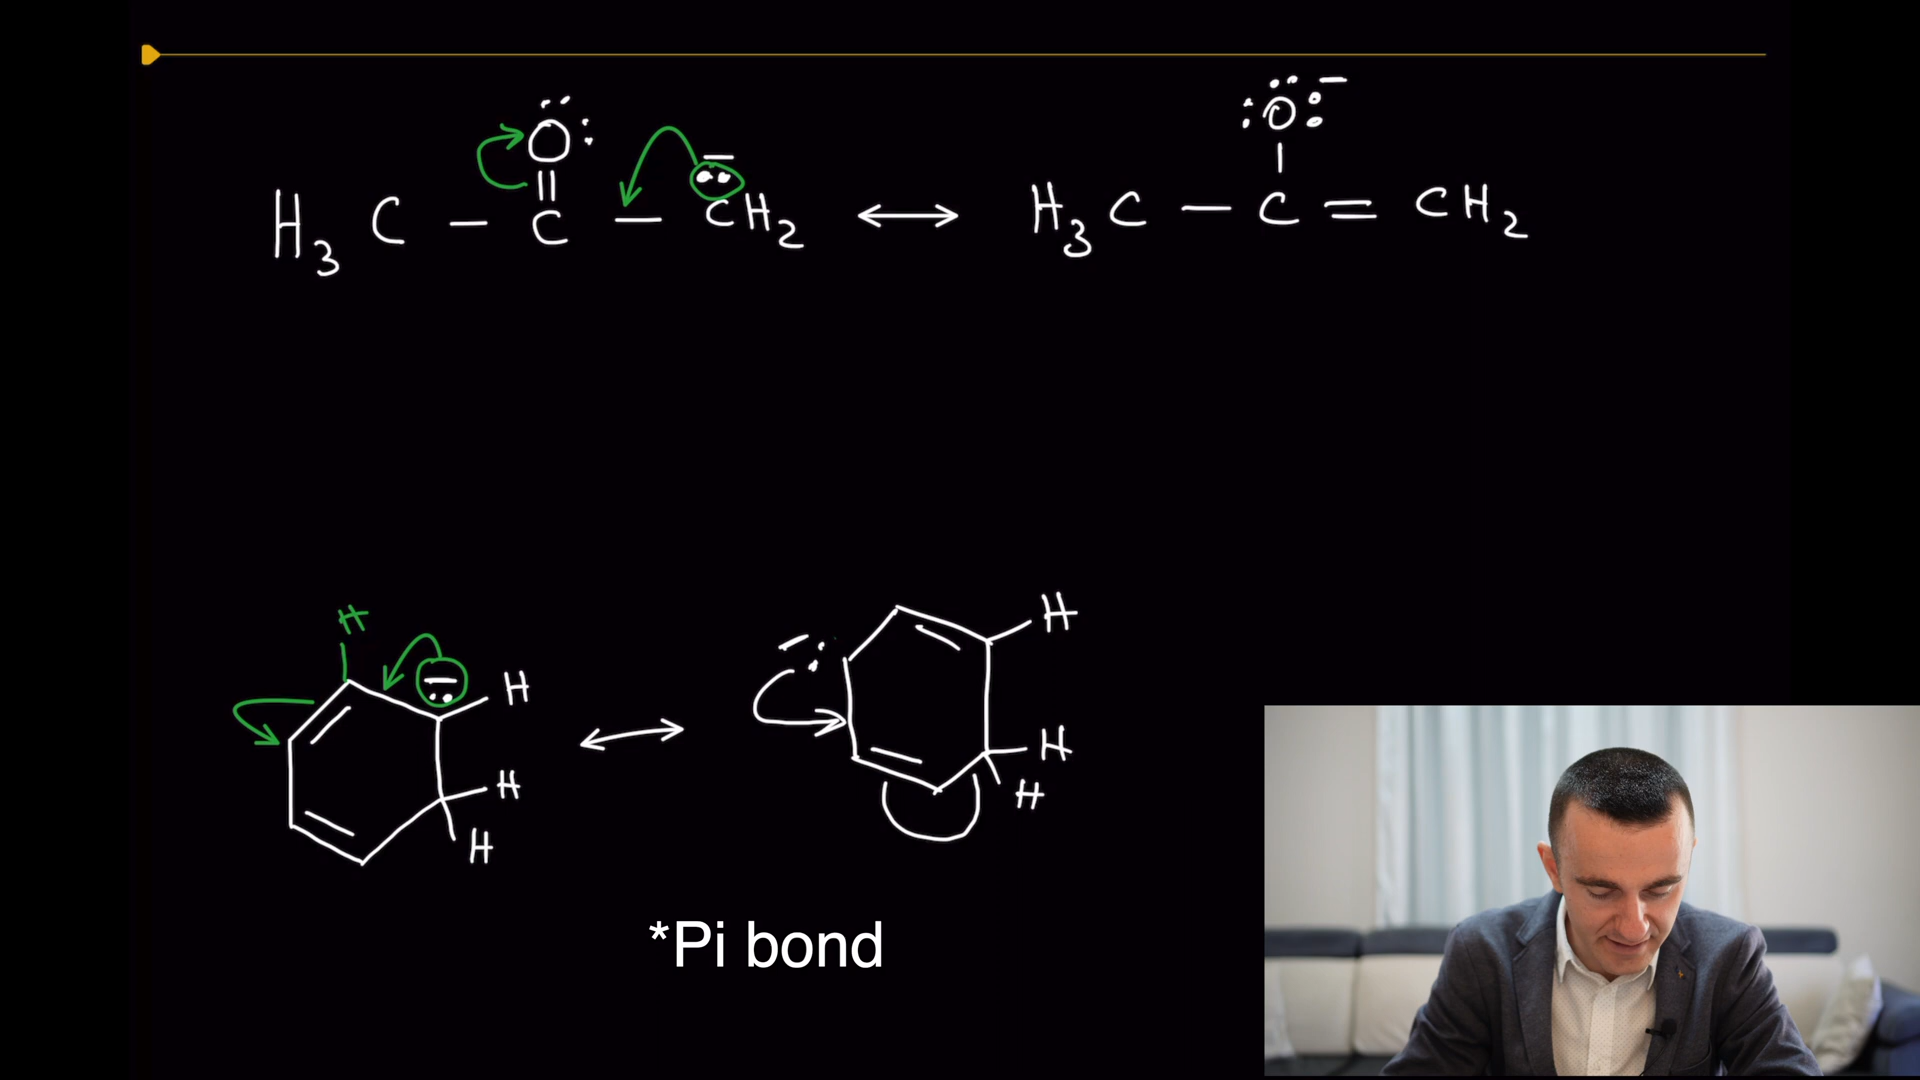 O
H₃C – C – CH₂ ⟷ H₃C – C = CH₂
O⁻
H
H
H
H
H
H
H
*Pi bond